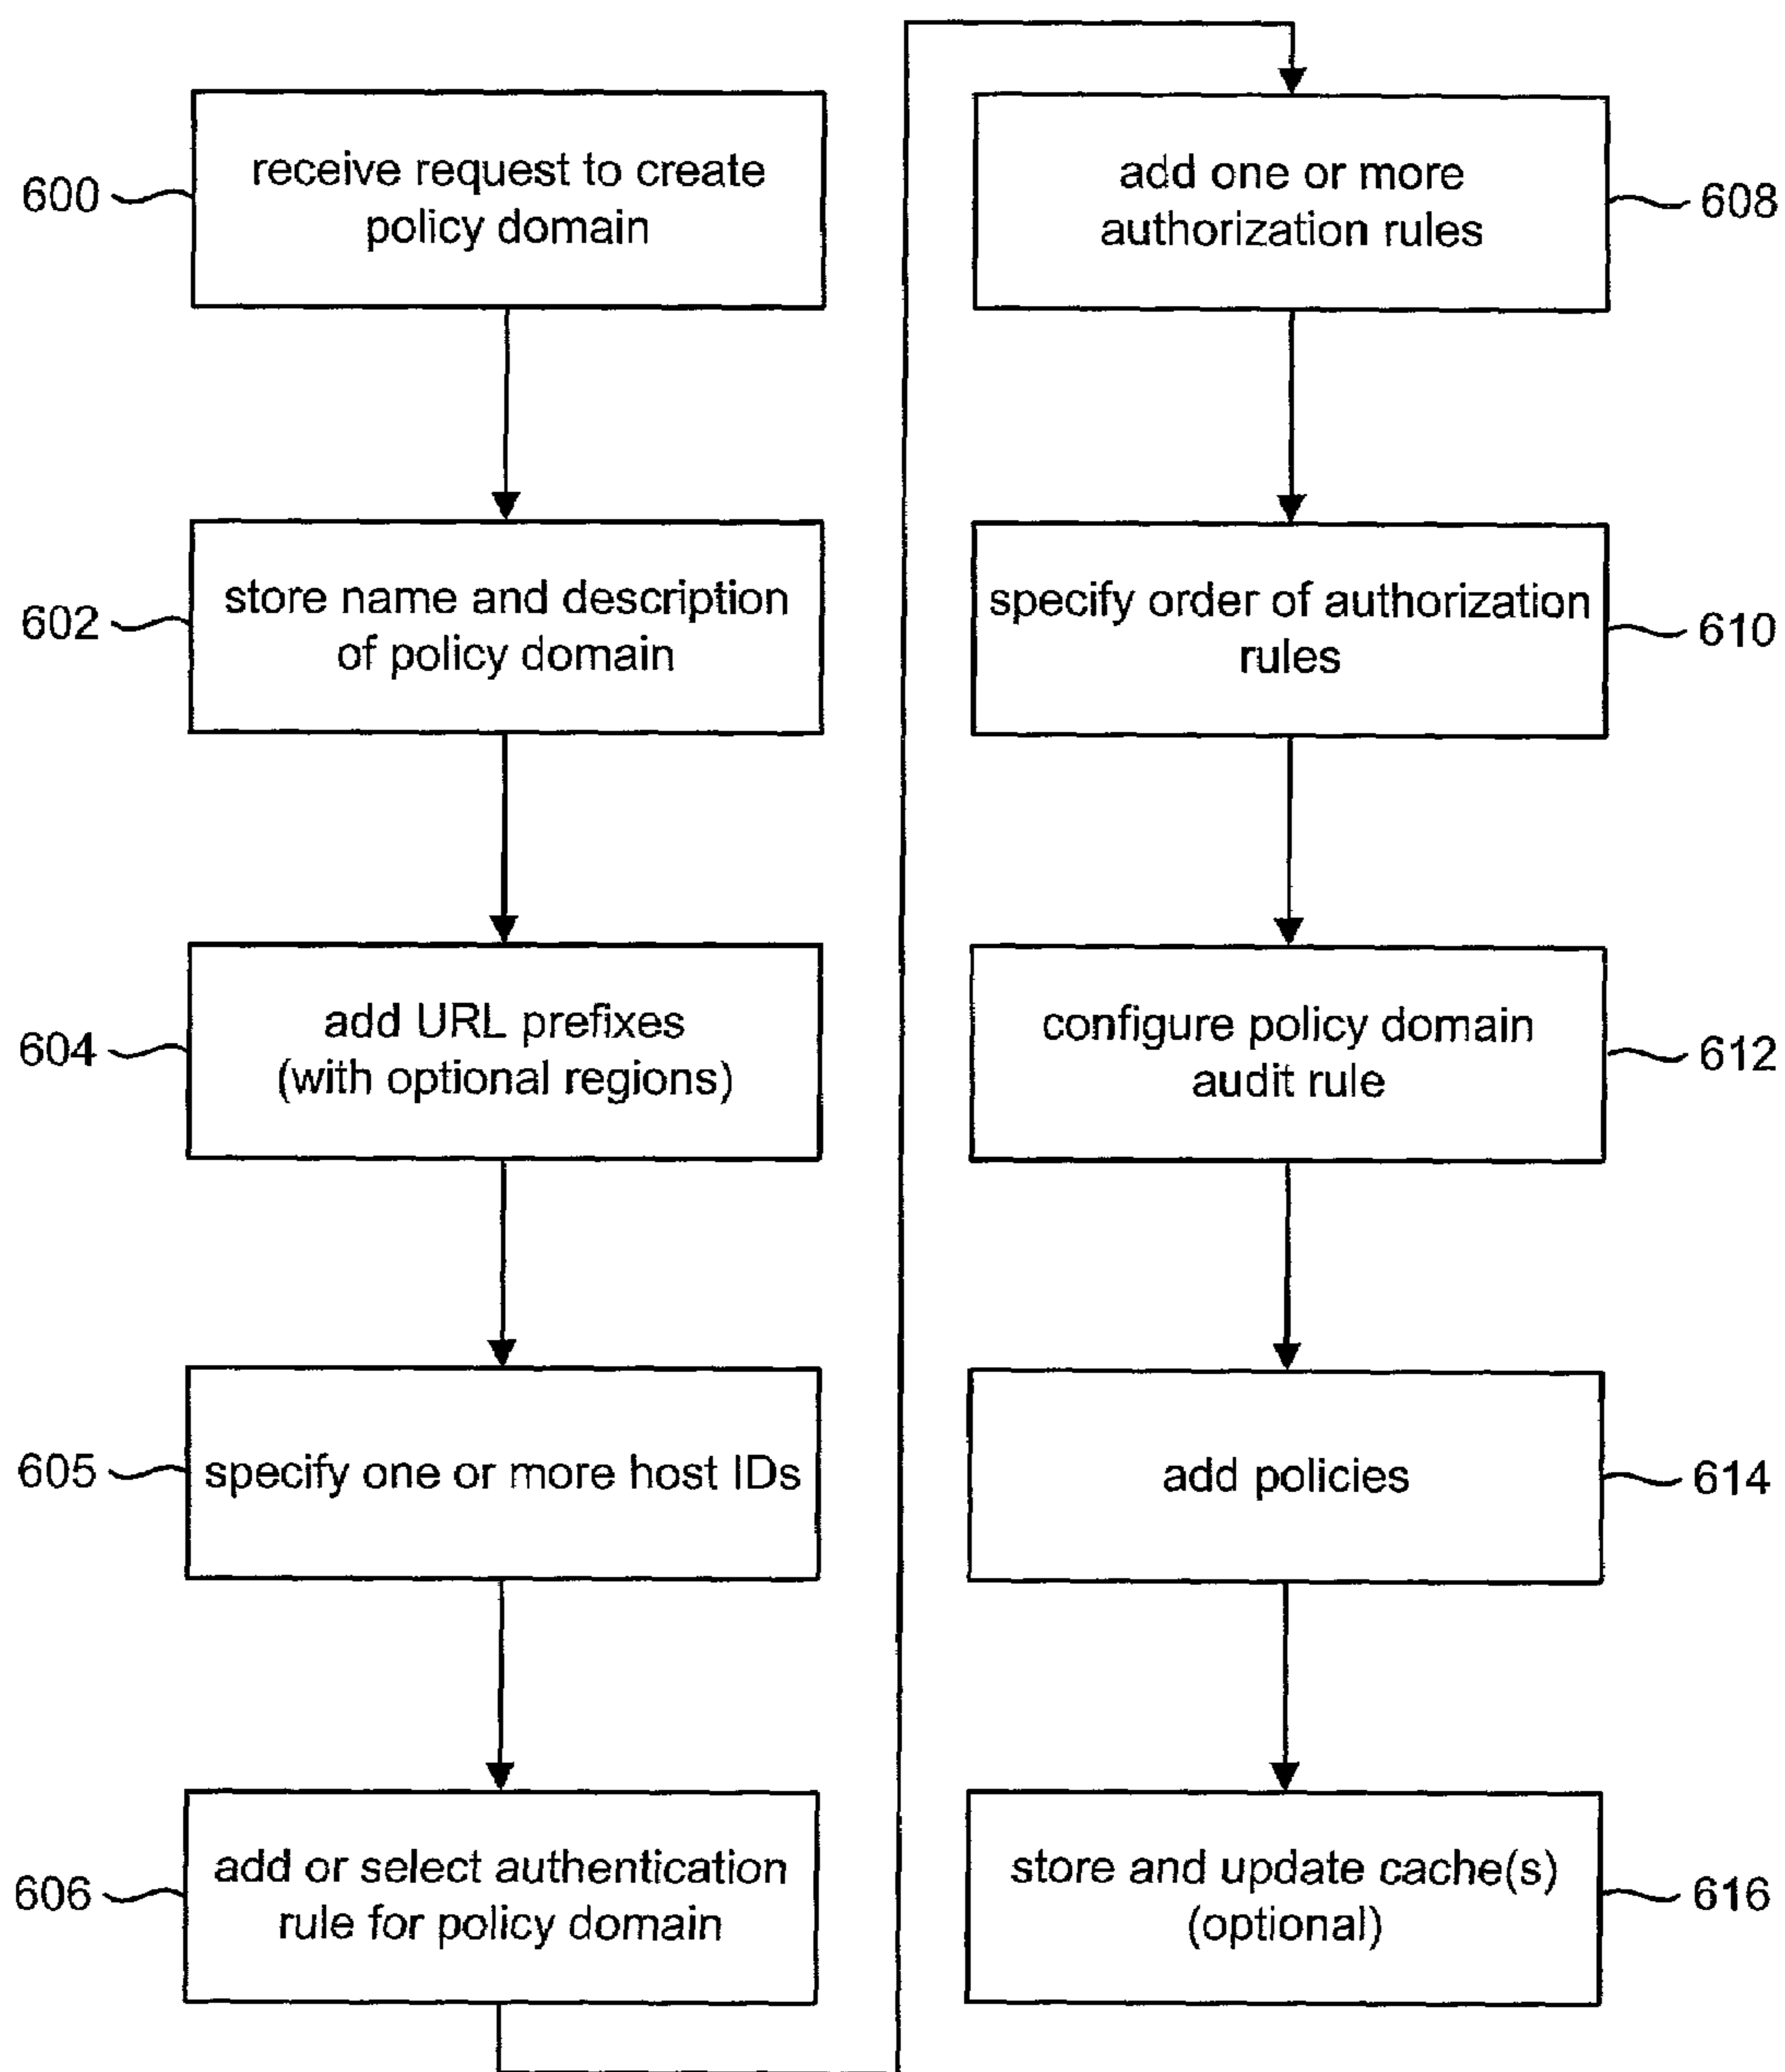 600
receive request to create
policy domain
602
store name and description
of policy domain
604
add URL prefixes
(with optional regions)
605
specify one or more host IDs
606
add or select authentication
rule for policy domain
add one or more
authorization rules
608
specify order of authorization
rules
610
configure policy domain
audit rule
612
add policies
614
store and update cache(s)
(optional)
616